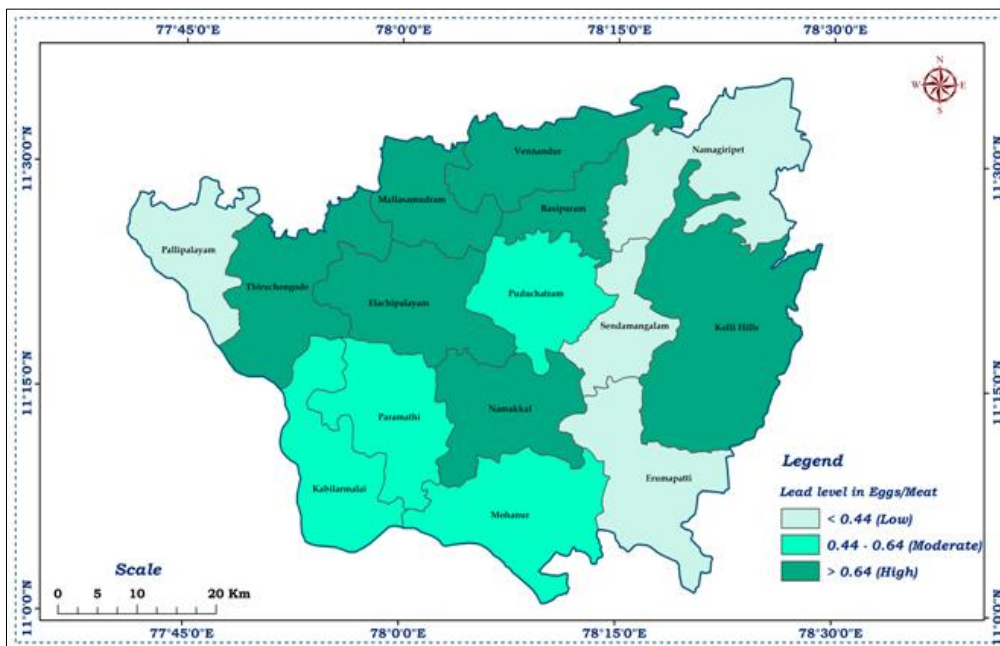 77°45'0"E 78°0'0"E 78°15'0"E 78°30'0"E
N
W E
S
11°30'0"N
11°30'0"N
Vennandur
Namagiripet
Mallasamudram
Rasipuram
Pallipalayam
Thiruchengode
Elachipalayam
Puduchatram
Sendamangalam
Kolli Hills
11°15'0"N
11°15'0"N
Paramathi
Namakkal
Kabilarmalai
Mohanur
Erumapatti
Legend
Lead level in Eggs/Meat
< 0.44 (Low)
0.44 - 0.64 (Moderate)
> 0.64 (High)
Scale
0 5 10 20 Km
11°0'0"N
11°0'0"N
77°45'0"E 78°0'0"E 78°15'0"E 78°30'0"E